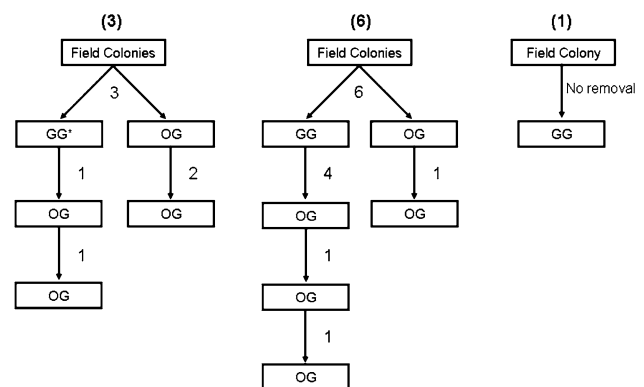 (3) (6) (1)
Field Colonies Field Colonies Field Colony
3 6 No removal
GG* OG GG OG GG
1 2 4 1
OG OG OG OG
1 1
OG OG
1
OG